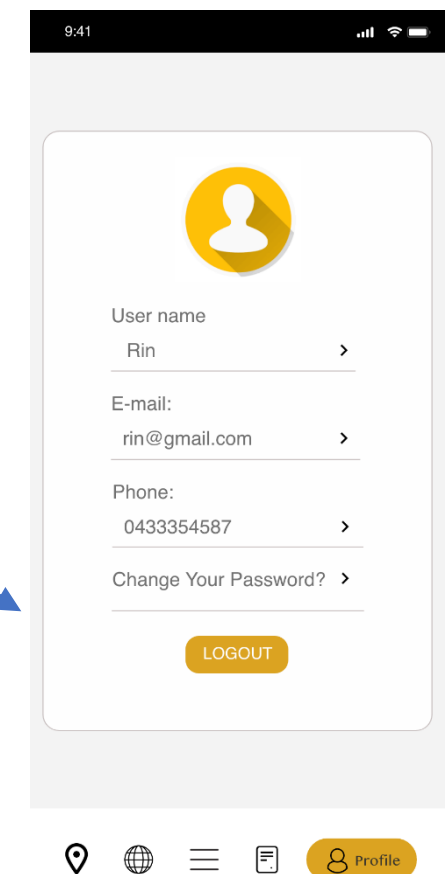 9:41
User name
Rin
E-mail:
rin@gmail.com
Phone:
0433354587
Change Your Password?
LOGOUT
Profile